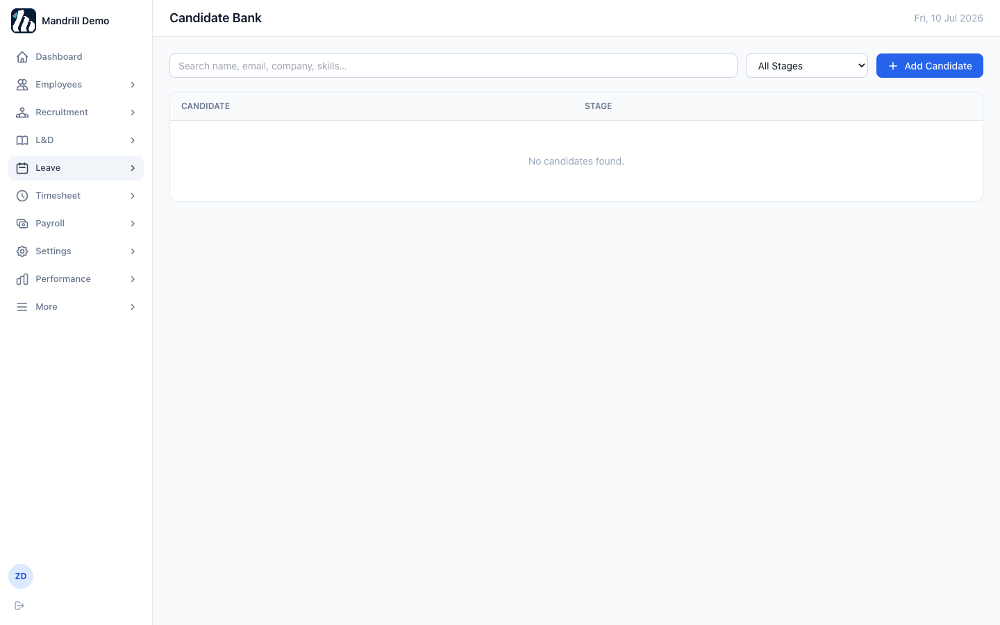 Mandrill Demo
Dashboard
Employees
Recruitment
L&D
Leave
Timesheet
Payroll
Settings
Performance
More
ZD
Candidate Bank
Fri, 10 Jul 2026
Search name, email, company, skills...
All Stages
Add Candidate
CANDIDATE STAGE
No candidates found.